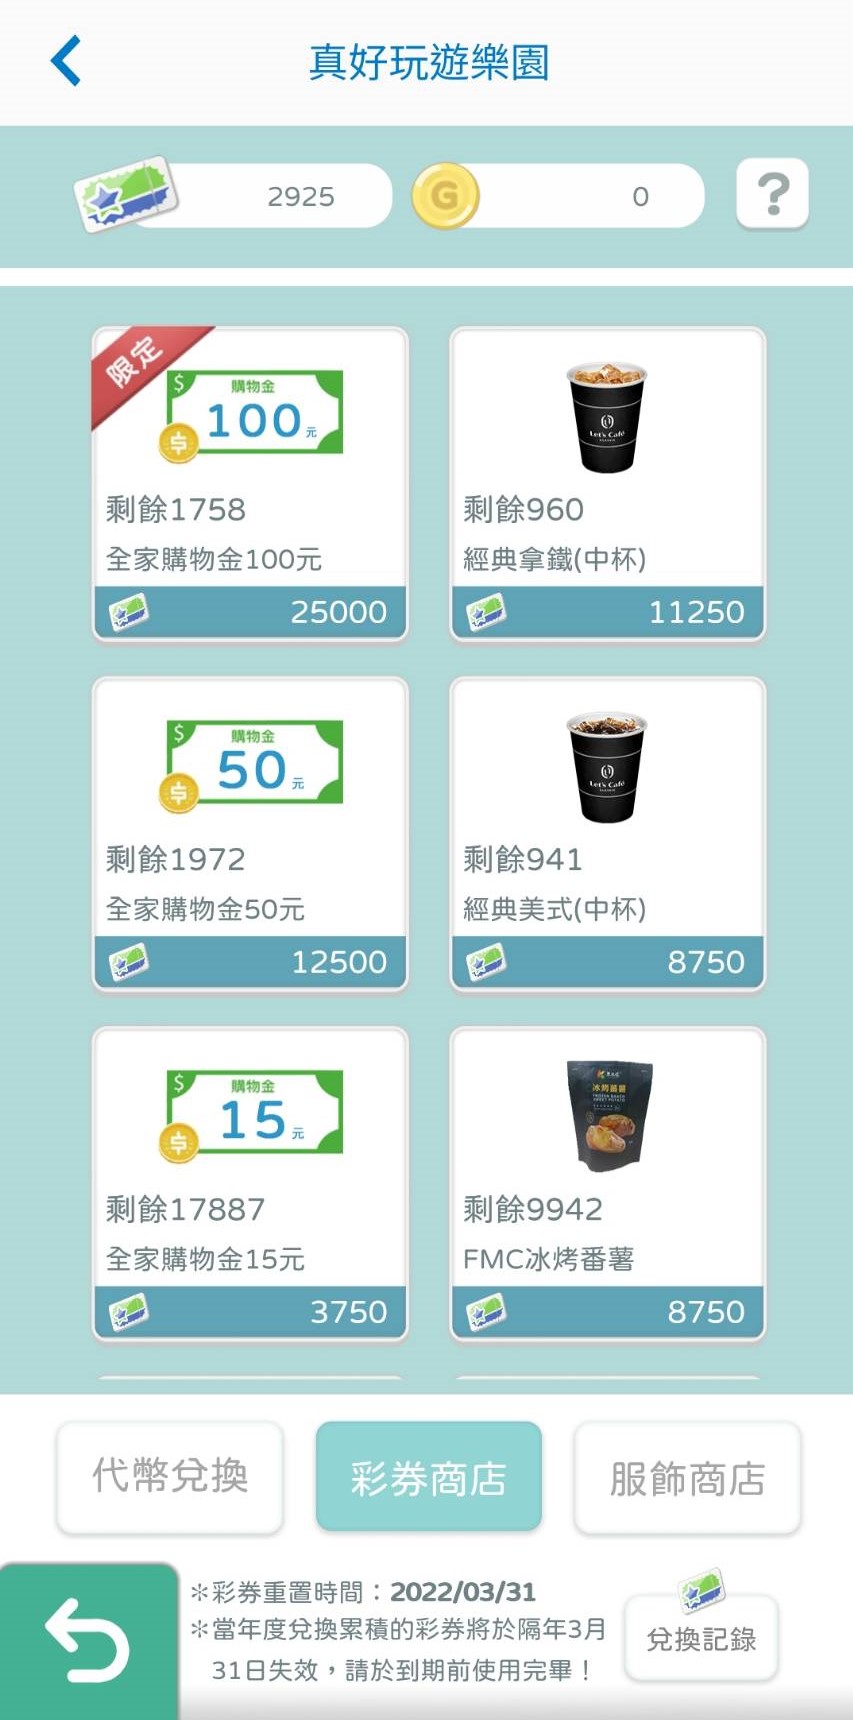 真好玩遊樂園
2925
G
0
?
限定
$
購物金
100元
剩餘1758
全家購物金100元
25000
Let's Café
剩餘960
經典拿鐵(中杯)
11250
$
購物金
50元
剩餘1972
全家購物金50元
12500
Let's Café
剩餘941
經典美式(中杯)
8750
$
購物金
15元
剩餘17887
全家購物金15元
3750
冰烤蕃薯
FROZEN BAKED
SWEET POTATO
剩餘9942
FMC冰烤番薯
8750
代幣兌換
彩券商店
服飾商店
＊彩券重置時間：2022/03/31
＊當年度兌換累積的彩券將於隔年3月
31日失效，請於到期前使用完畢！
兌換記錄